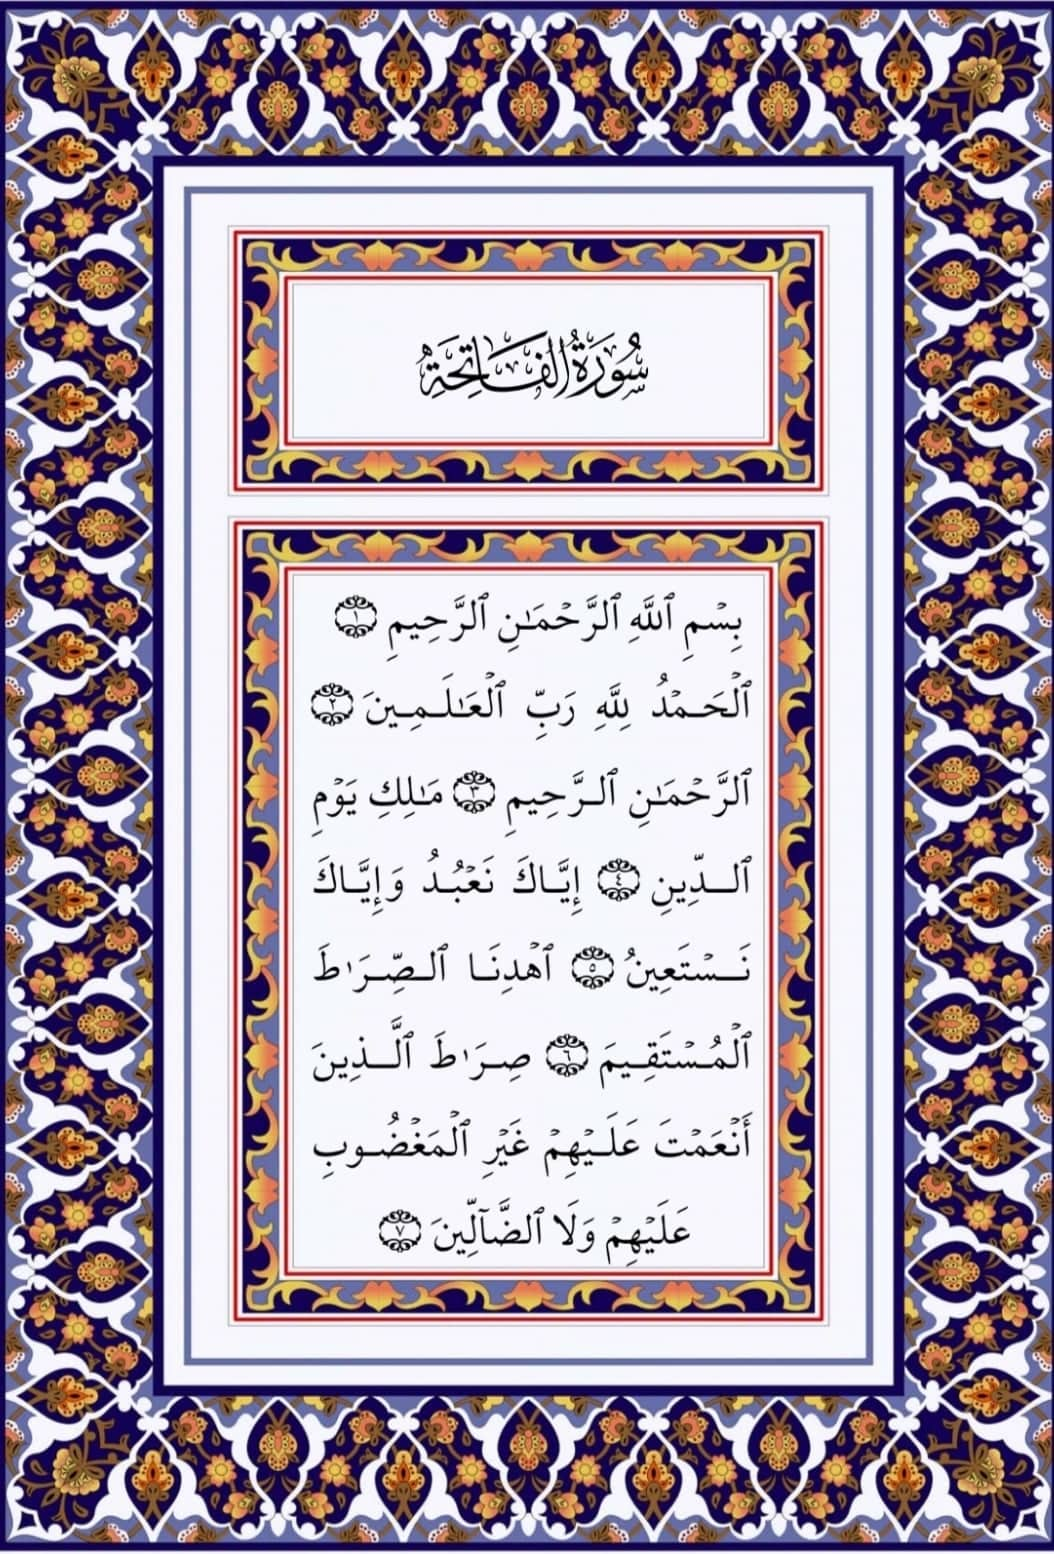 سُورَةُ الفَاتِحَةِ
بِسْمِ ٱللَّهِ ٱلرَّحْمَـٰنِ ٱلرَّحِيمِ ١
ٱلْحَمْدُ لِلَّهِ رَبِّ ٱلْعَـٰلَمِينَ ٢
ٱلرَّحْمَـٰنِ ٱلرَّحِيمِ ٣ مَـٰلِكِ يَوْمِ
ٱلدِّينِ ٤ إِيَّاكَ نَعْبُدُ وَإِيَّاكَ
نَسْتَعِينُ ٥ ٱهْدِنَا ٱلصِّرَٰطَ
ٱلْمُسْتَقِيمَ ٦ صِرَٰطَ ٱلَّذِينَ
أَنْعَمْتَ عَلَيْهِمْ غَيْرِ ٱلْمَغْضُوبِ
عَلَيْهِمْ وَلَا ٱلضَّآلِّينَ ٧